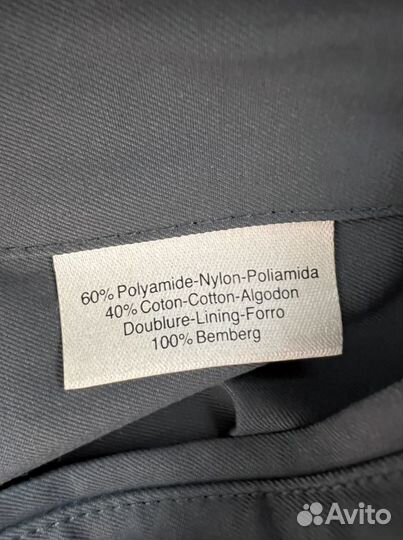 60% Polyamide-Nylon-Poliamida
40% Coton-Cotton-Algodon
Doublure-Lining-Forro
100% Bemberg
Avito